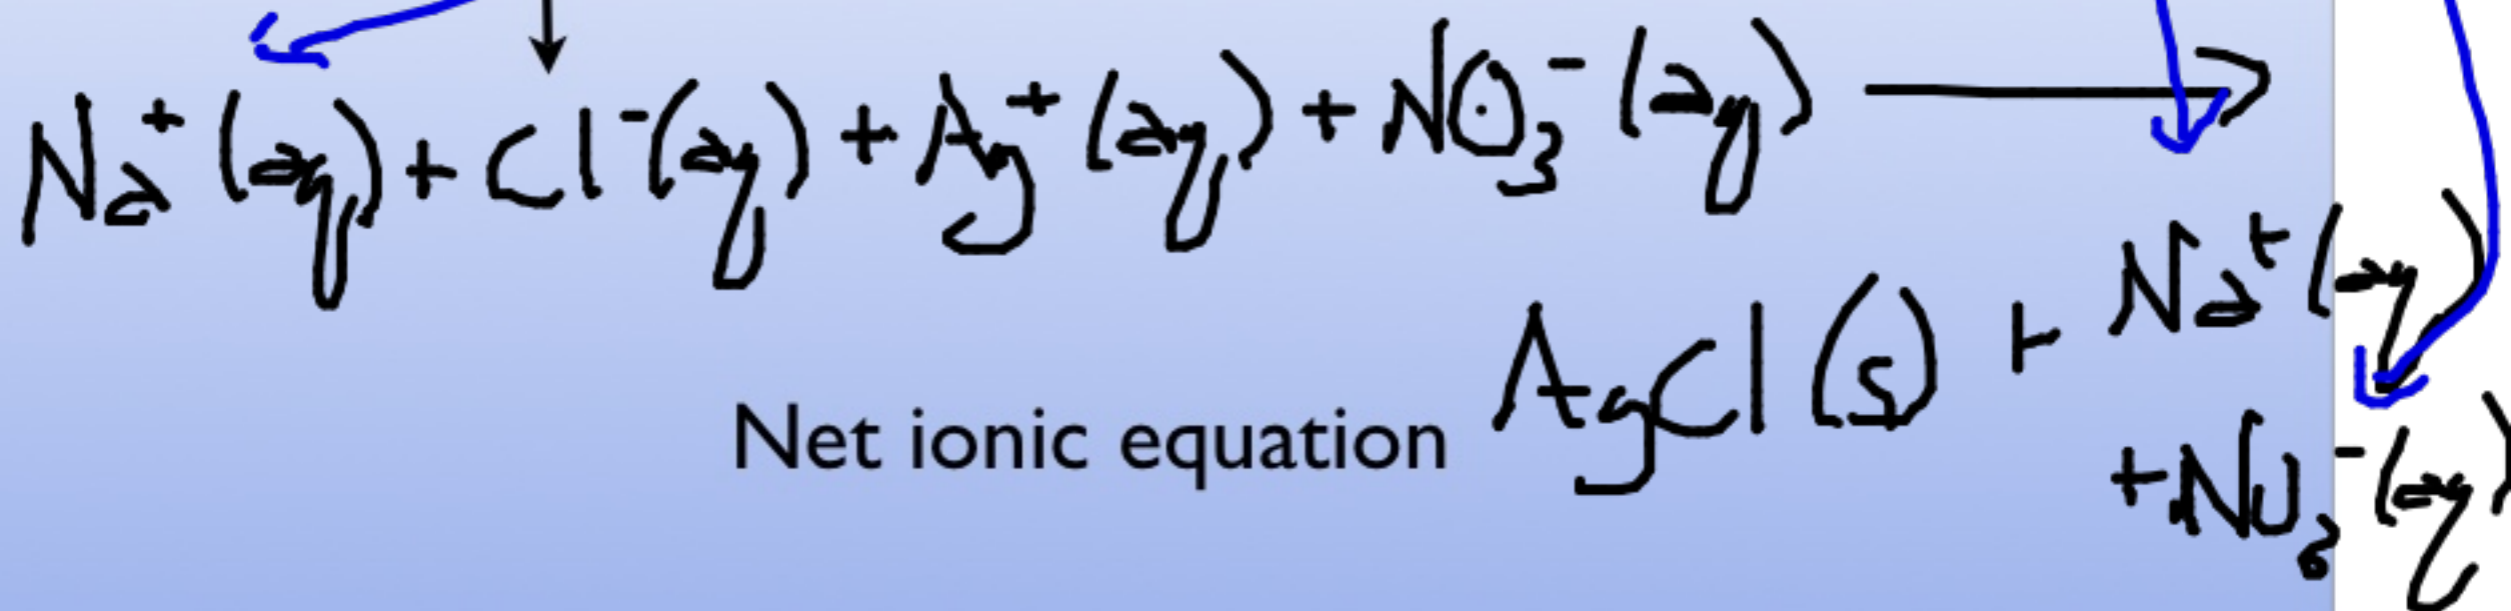 Na⁺(aq) + Cl⁻(aq) + Ag⁺(aq) + NO₃⁻(aq) →
AgCl(s) + Na⁺(aq)
+ NO₃⁻(aq)
Net ionic equation